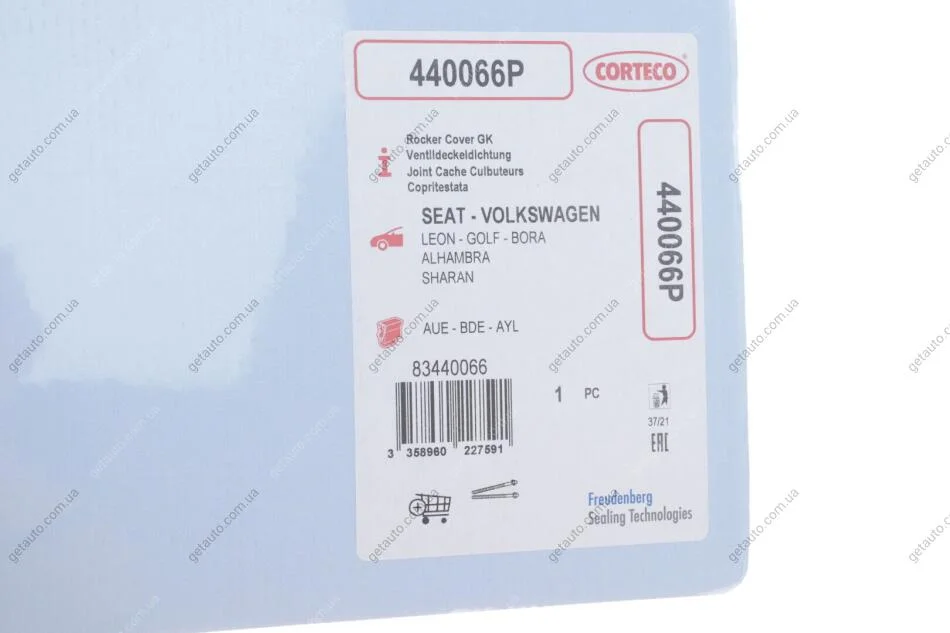 440066P
CORTECO
Rocker Cover GK
Ventildeckeldichtung
Joint Cache Culbuteurs
Copritestata
440066P
SEAT - VOLKSWAGEN
LEON - GOLF - BORA
ALHAMBRA
SHARAN
AUE - BDE - AYL
83440066
3 358960 227591
1 PC
37/21
EAC
Freudenberg
Sealing Technologies
getauto.com.ua